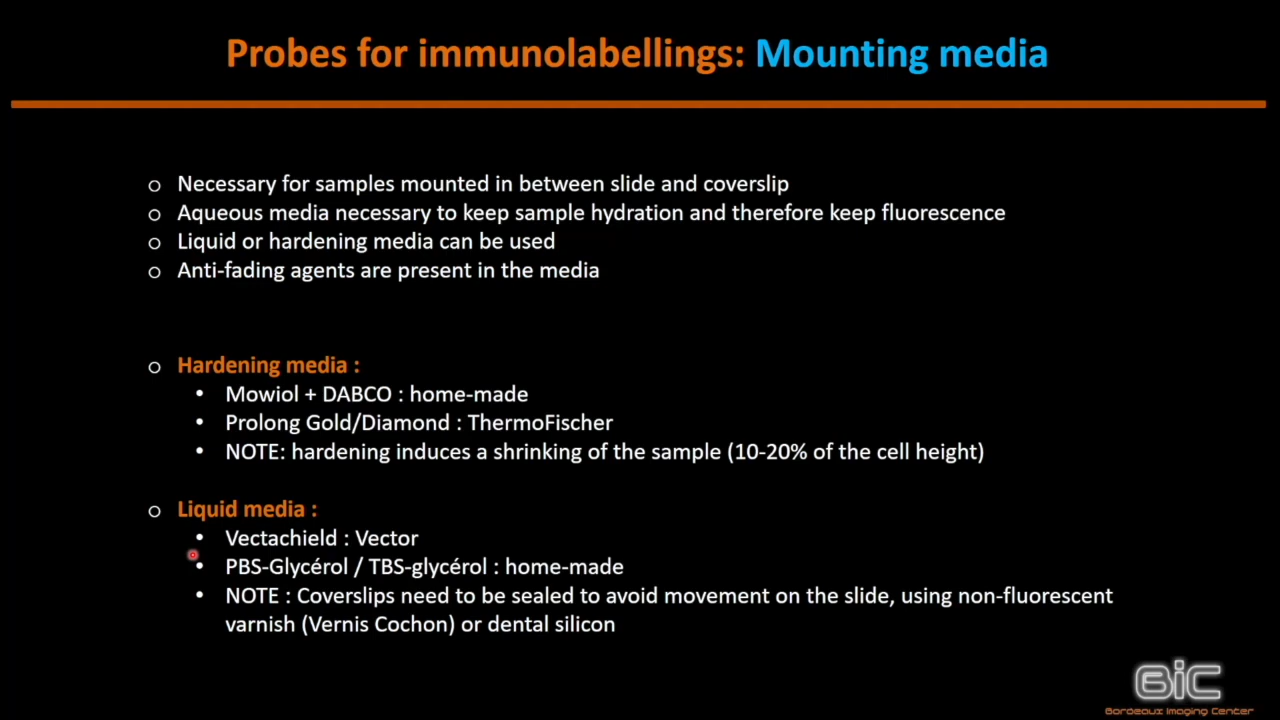 Probes for immunolabellings: Mounting media
o Necessary for samples mounted in between slide and coverslip
o Aqueous media necessary to keep sample hydration and therefore keep fluorescence
o Liquid or hardening media can be used
o Anti-fading agents are present in the media
o Hardening media :
• Mowiol + DABCO : home-made
• Prolong Gold/Diamond : ThermoFischer
• NOTE: hardening induces a shrinking of the sample (10-20% of the cell height)
o Liquid media :
• Vectachield : Vector
• PBS-Glycérol / TBS-glycérol : home-made
• NOTE : Coverslips need to be sealed to avoid movement on the slide, using non-fluorescent
varnish (Vernis Cochon) or dental silicon
BiC
Bordeaux Imaging Center